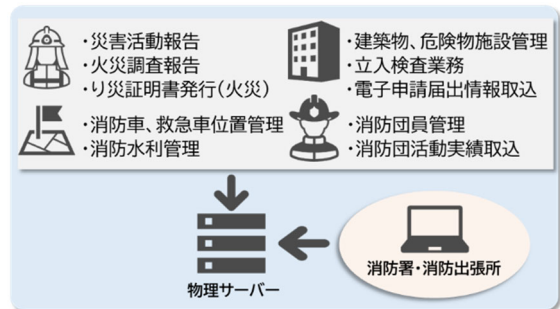 ・災害活動報告
・火災調査報告
・り災証明書発行(火災)
・建築物、危険物施設管理
・立入検査業務
・電子申請届出情報取込
・消防車、救急車位置管理
・消防水利管理
・消防団員管理
・消防団活動実績取込
物理サーバー
消防署・消防出張所